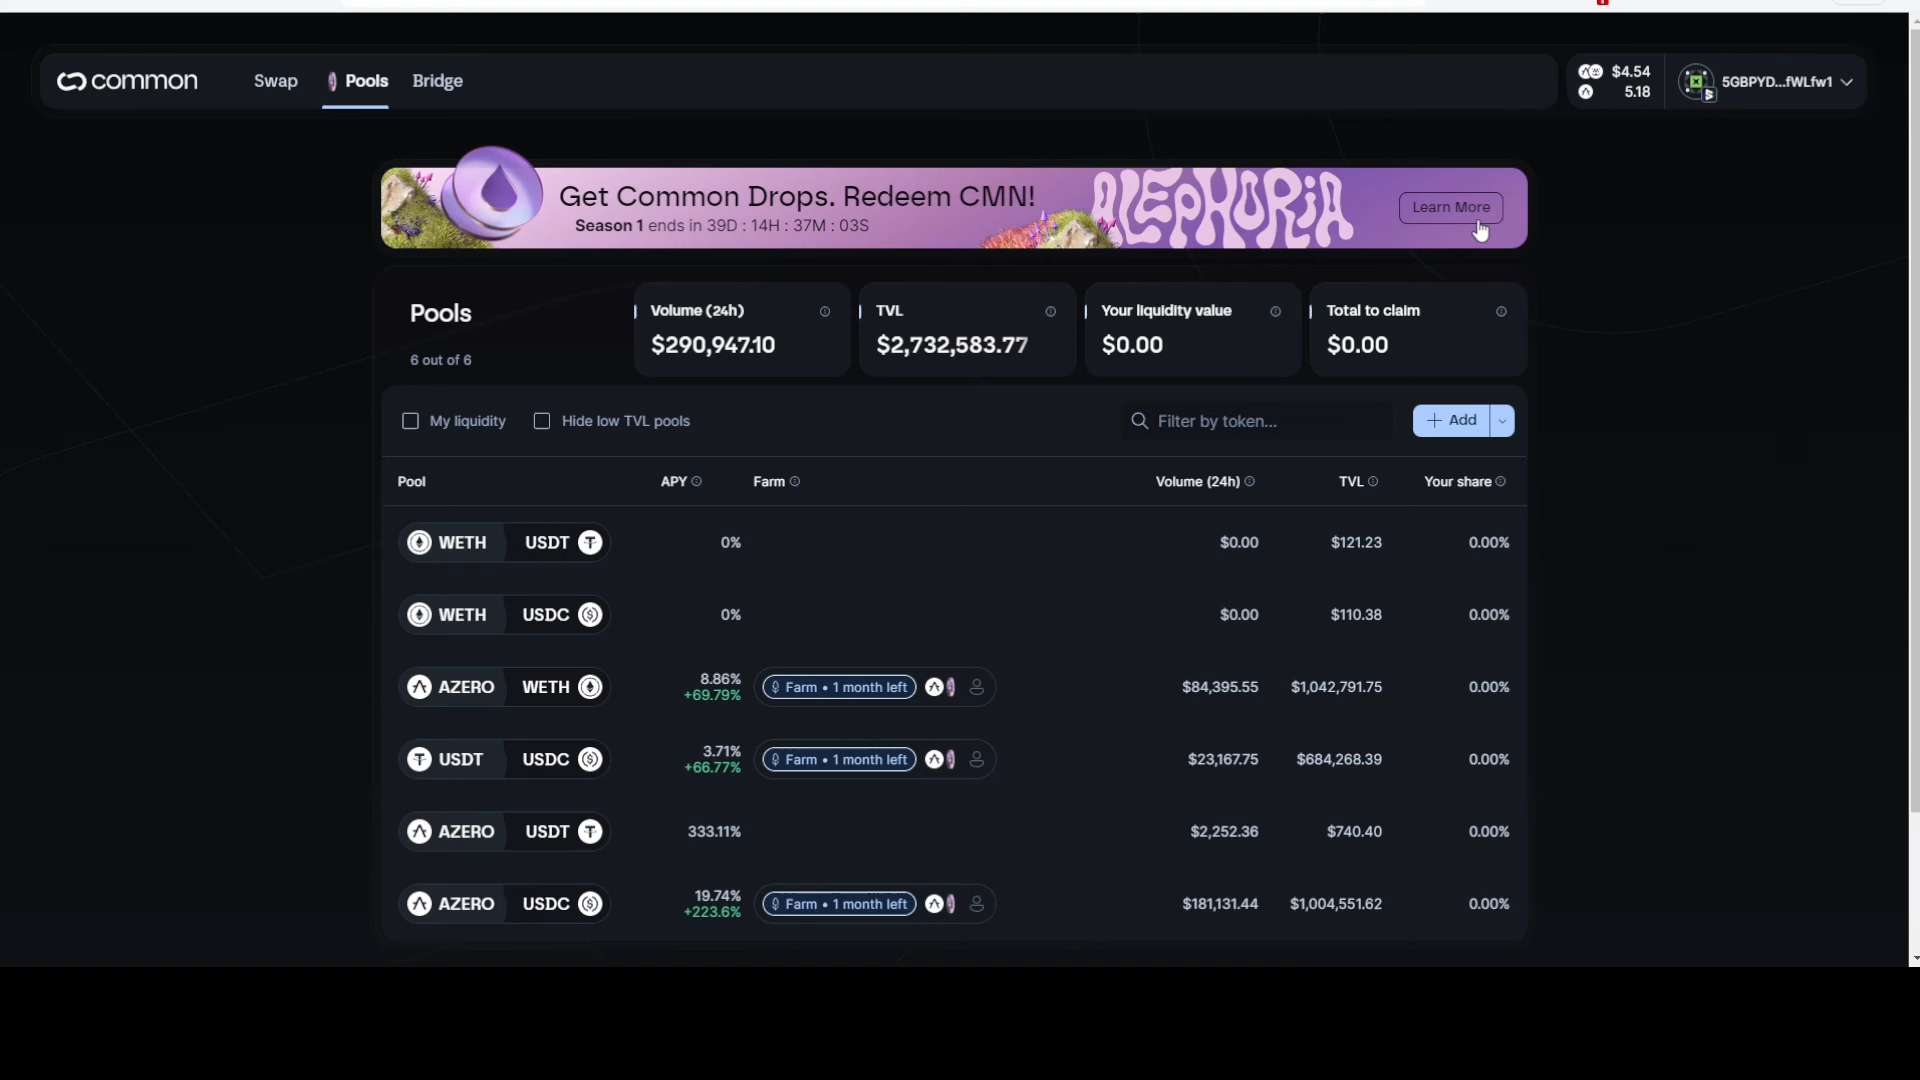 common
Swap
Pools
Bridge
$4.54
5.18
5GBPYD...fWLfw1
Get Common Drops. Redeem CMN!
Season 1 ends in 39D : 14H : 37M : 03S
ALEPHORIA
Learn More
Pools
6 out of 6
Volume (24h)
$290,947.10
TVL
$2,732,583.77
Your liquidity value
$0.00
Total to claim
$0.00
My liquidity
Hide low TVL pools
Filter by token...
+ Add
Pool APY Farm Volume (24h) TVL Your share
WETH USDT 0% $0.00 $121.23 0.00%
WETH USDC 0% $0.00 $110.38 0.00%
AZERO WETH 8.86% +69.79% Farm • 1 month left $84,395.55 $1,042,791.75 0.00%
USDT USDC 3.71% +66.77% Farm • 1 month left $23,167.75 $684,268.39 0.00%
AZERO USDT 333.11% $2,252.36 $740.40 0.00%
AZERO USDC 19.74% +223.6% Farm • 1 month left $181,131.44 $1,004,551.62 0.00%